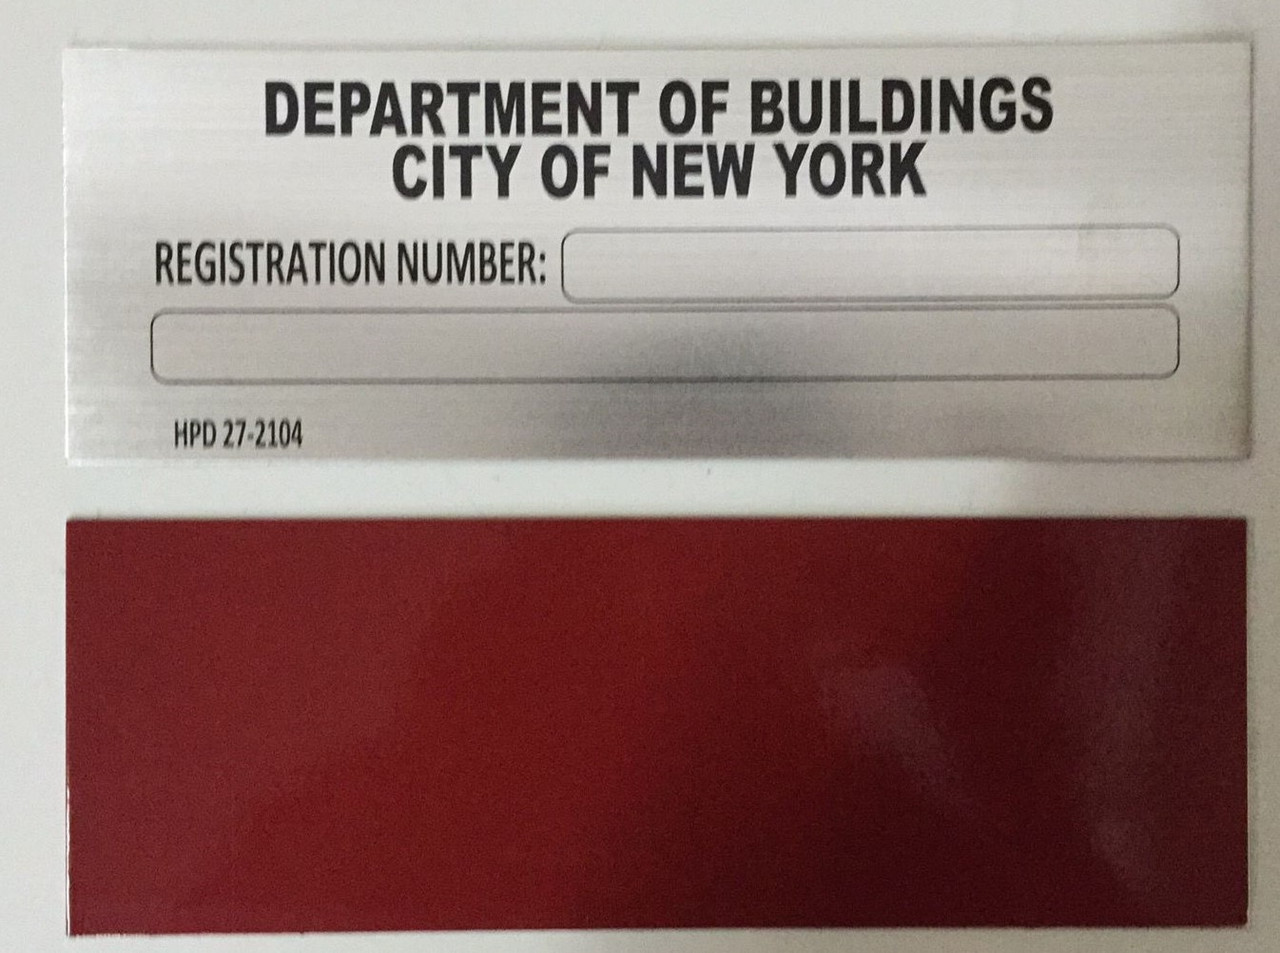 DEPARTMENT OF BUILDINGS
CITY OF NEW YORK
REGISTRATION NUMBER:
HPD 27-2104